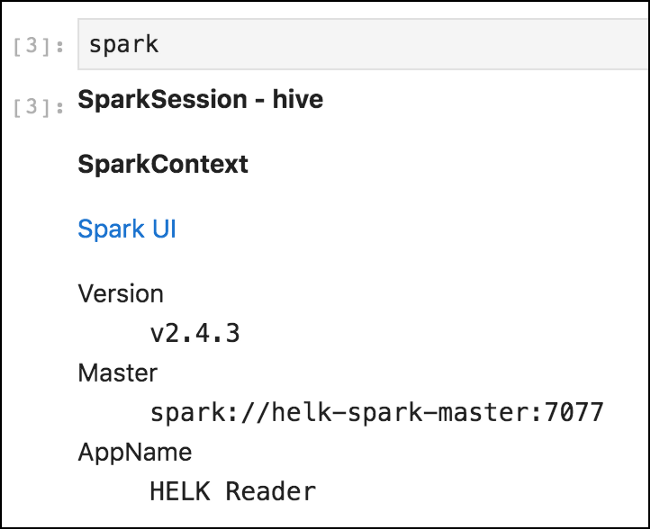 [3]: spark
[3]: SparkSession - hive
SparkContext
Spark UI
Version
v2.4.3
Master
spark://helk-spark-master:7077
AppName
HELK Reader